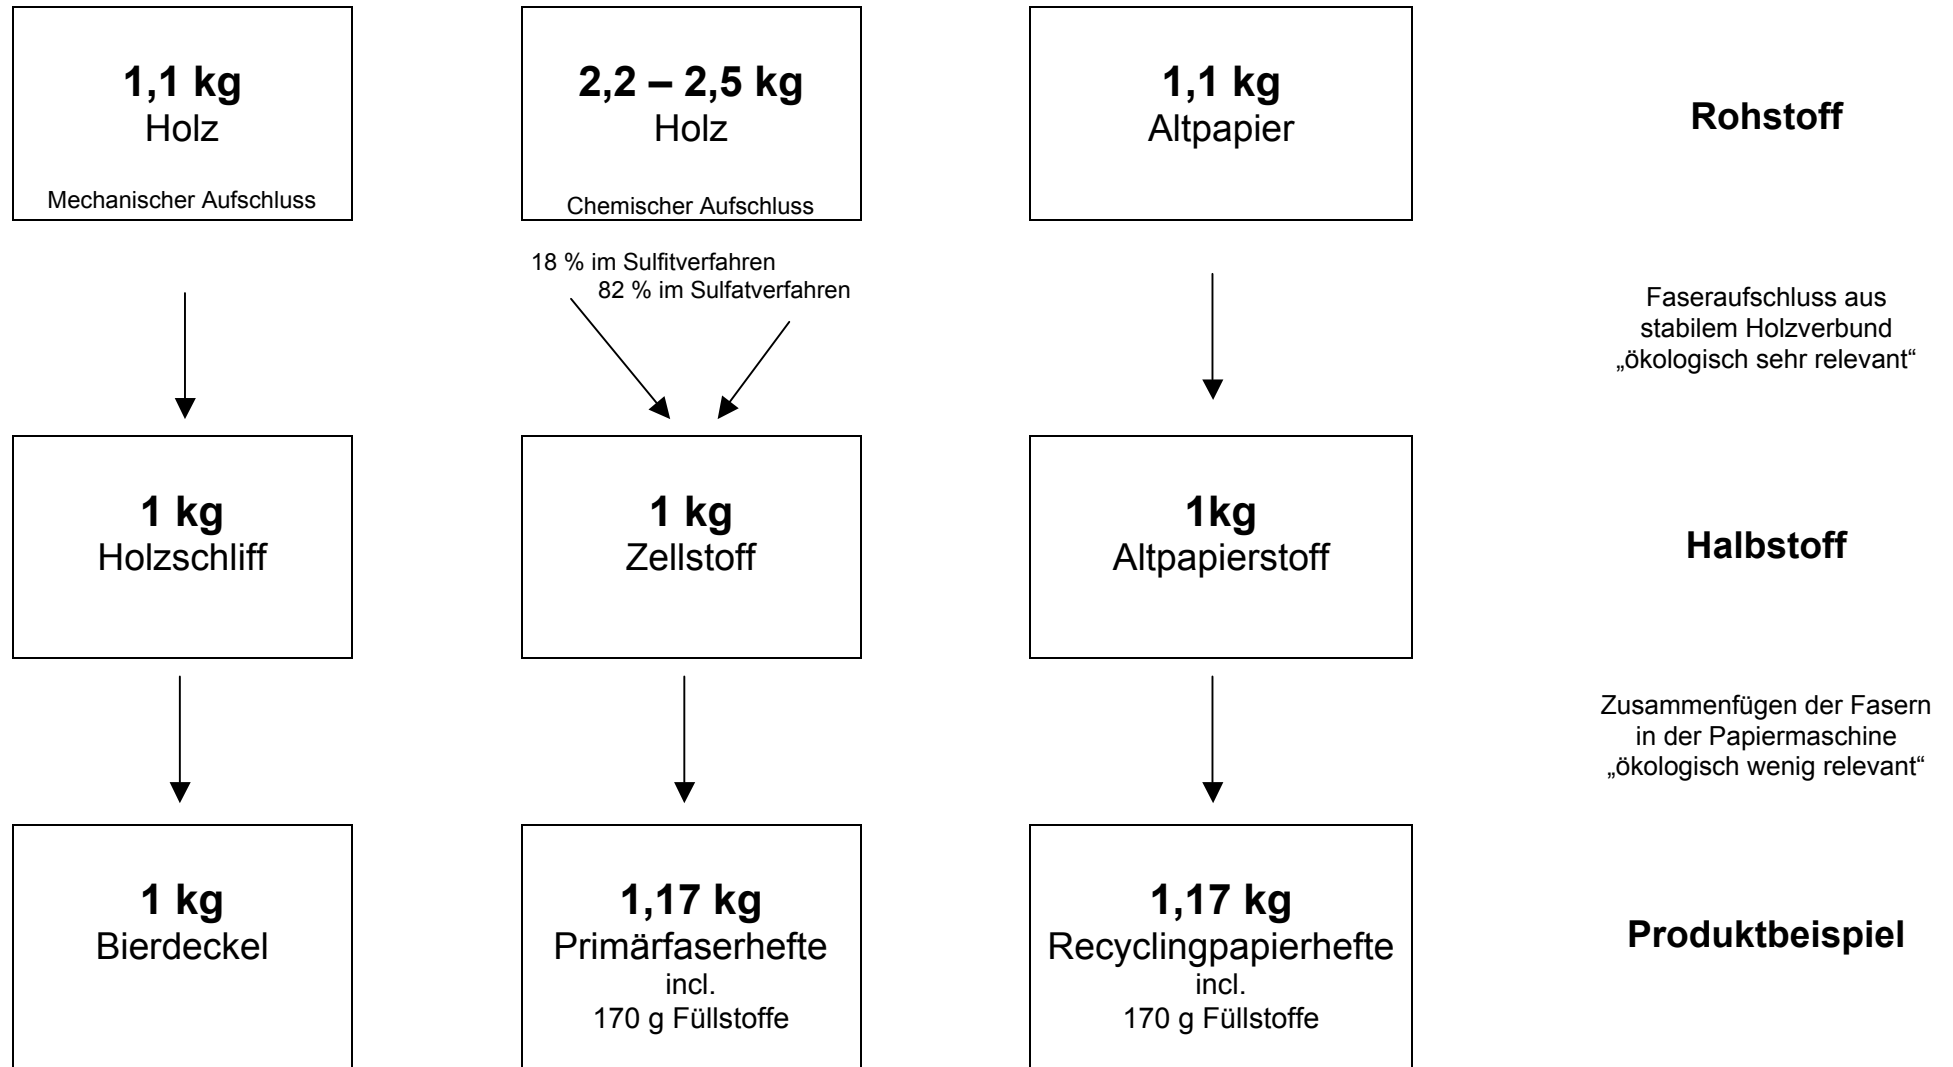 1,1 kg
Holz
Mechanischer Aufschluss
2,2 – 2,5 kg
Holz
Chemischer Aufschluss
1,1 kg
Altpapier
Rohstoff
18 % im Sulfitverfahren
82 % im Sulfatverfahren
Faseraufschluss aus
stabilem Holzverbund
„ökologisch sehr relevant“
1 kg
Holzschliff
1 kg
Zellstoff
1kg
Altpapierstoff
Halbstoff
Zusammenfügen der Fasern
in der Papiermaschine
„ökologisch wenig relevant“
1 kg
Bierdeckel
1,17 kg
Primärfaserhefte
incl.
170 g Füllstoffe
1,17 kg
Recyclingpapierhefte
incl.
170 g Füllstoffe
Produktbeispiel